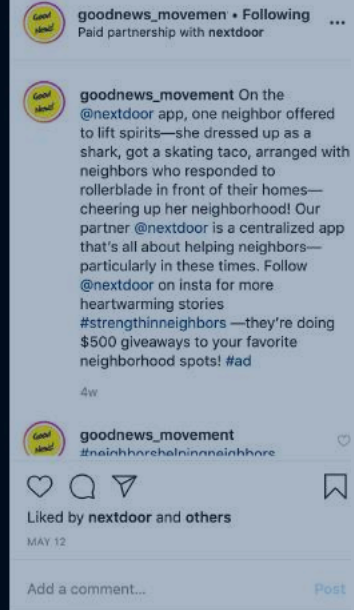 goodnews_movemen • Following
Paid partnership with nextdoor
goodnews_movement On the
@nextdoor app, one neighbor offered
to lift spirits—she dressed up as a
shark, got a skating taco, arranged with
neighbors who responded to
rollerblade in front of their homes—
cheering up her neighborhood! Our
partner @nextdoor is a centralized app
that's all about helping neighbors—
particularly in these times. Follow
@nextdoor on insta for more
heartwarming stories
#strengthinneighbors —they're doing
$500 giveaways to your favorite
neighborhood spots! #ad
4w
goodnews_movement
#neighborshelpingneighbors
Liked by nextdoor and others
MAY 12
Add a comment...
Post